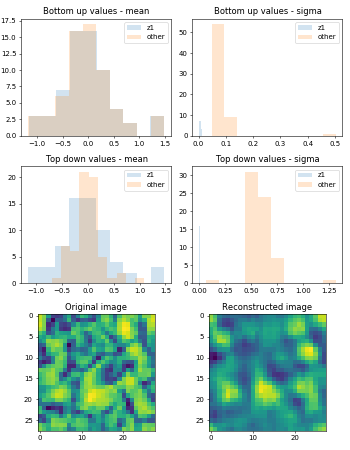 Bottom up values - mean
Bottom up values - sigma
17.5
15.0
12.5
10.0
7.5
5.0
2.5
0.0
−1.0 −0.5 0.0 0.5 1.0 1.5
z1
other
50
40
30
20
10
0
0.0 0.1 0.2 0.3 0.4 0.5
z1
other
Top down values - mean
Top down values - sigma
20
15
10
5
0
−1.0 −0.5 0.0 0.5 1.0 1.5
z1
other
30
25
20
15
10
5
0
0.00 0.25 0.50 0.75 1.00 1.25
z1
other
Original image
Reconstructed image
0
5
10
15
20
25
0 10 20
0
5
10
15
20
25
0 10 20